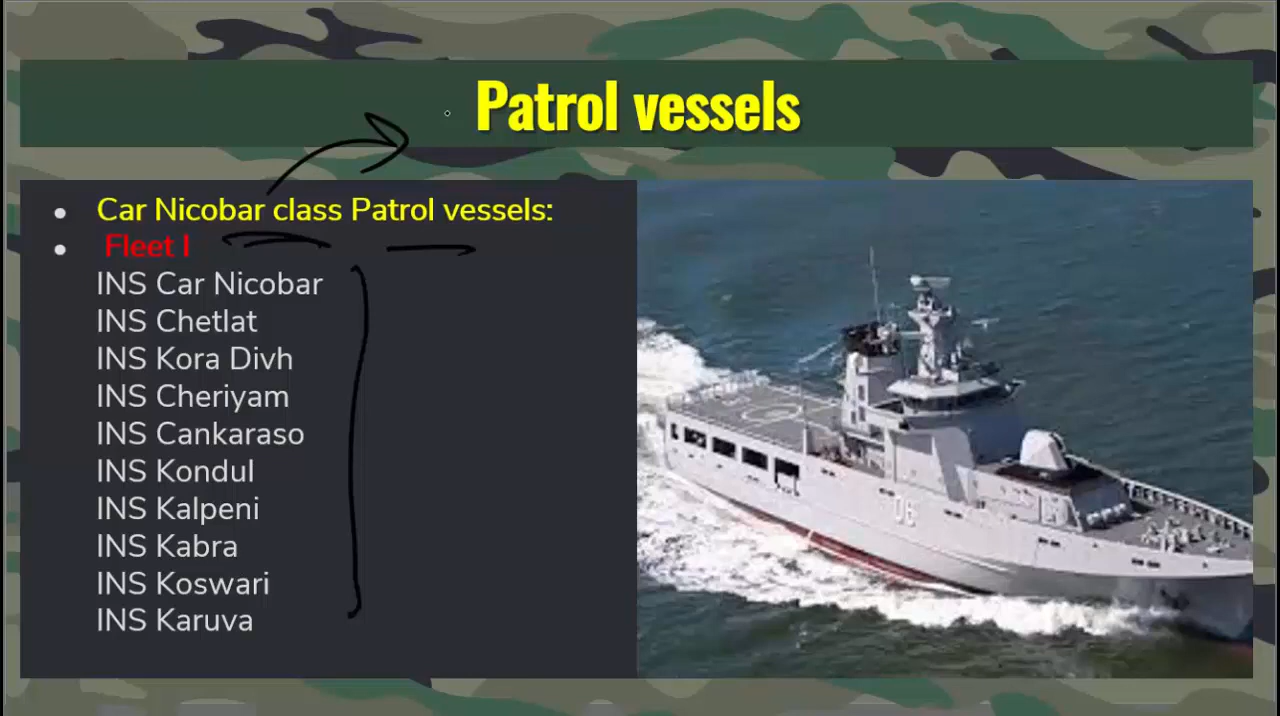 Patrol vessels
Car Nicobar class Patrol vessels:
Fleet I
INS Car Nicobar
INS Chetlat
INS Kora Divh
INS Cheriyam
INS Cankaraso
INS Kondul
INS Kalpeni
INS Kabra
INS Koswari
INS Karuva